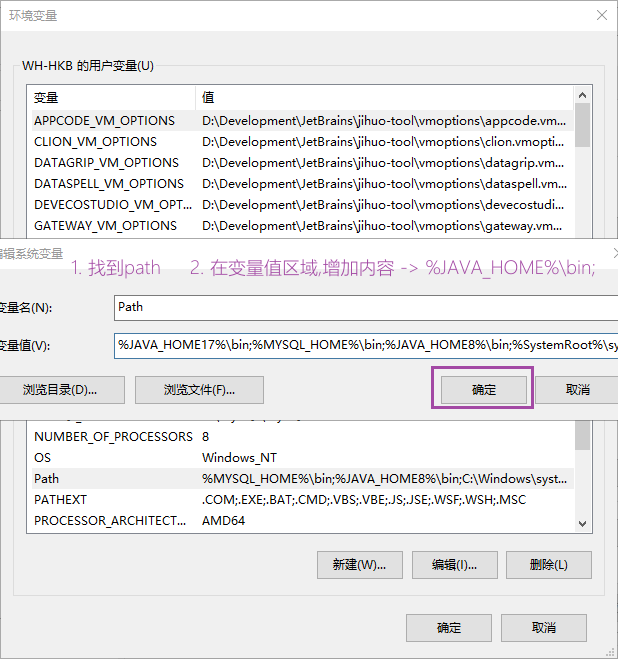 环境变量
WH-HKB 的用户变量(U)
变量 值
APPCODE_VM_OPTIONS D:\Development\JetBrains\jihuo-tool\vmoptions\appcode.vm...
CLION_VM_OPTIONS D:\Development\JetBrains\jihuo-tool\vmoptions\clion.vmopti...
DATAGRIP_VM_OPTIONS D:\Development\JetBrains\jihuo-tool\vmoptions\datagrip.vm...
DATASPELL_VM_OPTIONS D:\Development\JetBrains\jihuo-tool\vmoptions\dataspell.vm...
DEVECOSTUDIO_VM_OPT... D:\Development\JetBrains\jihuo-tool\vmoptions\devecostudi...
GATEWAY_VM_OPTIONS D:\Development\JetBrains\jihuo-tool\vmoptions\gateway.vm...
编辑系统变量
1. 找到path 2. 在变量值区域,增加内容 -> %JAVA_HOME%\bin;
变量名(N): Path
变量值(V): %JAVA_HOME17%\bin;%MYSQL_HOME%\bin;%JAVA_HOME8%\bin;%SystemRoot%\sy
浏览目录(D)... 浏览文件(F)... 确定 取消
NUMBER_OF_PROCESSORS 8
OS Windows_NT
Path %MYSQL_HOME%\bin;%JAVA_HOME8%\bin;C:\Windows\syst...
PATHEXT .COM;.EXE;.BAT;.CMD;.VBS;.VBE;.JS;.JSE;.WSF;.WSH;.MSC
PROCESSOR_ARCHITECT... AMD64
新建(W)... 编辑(I)... 删除(L)
确定 取消